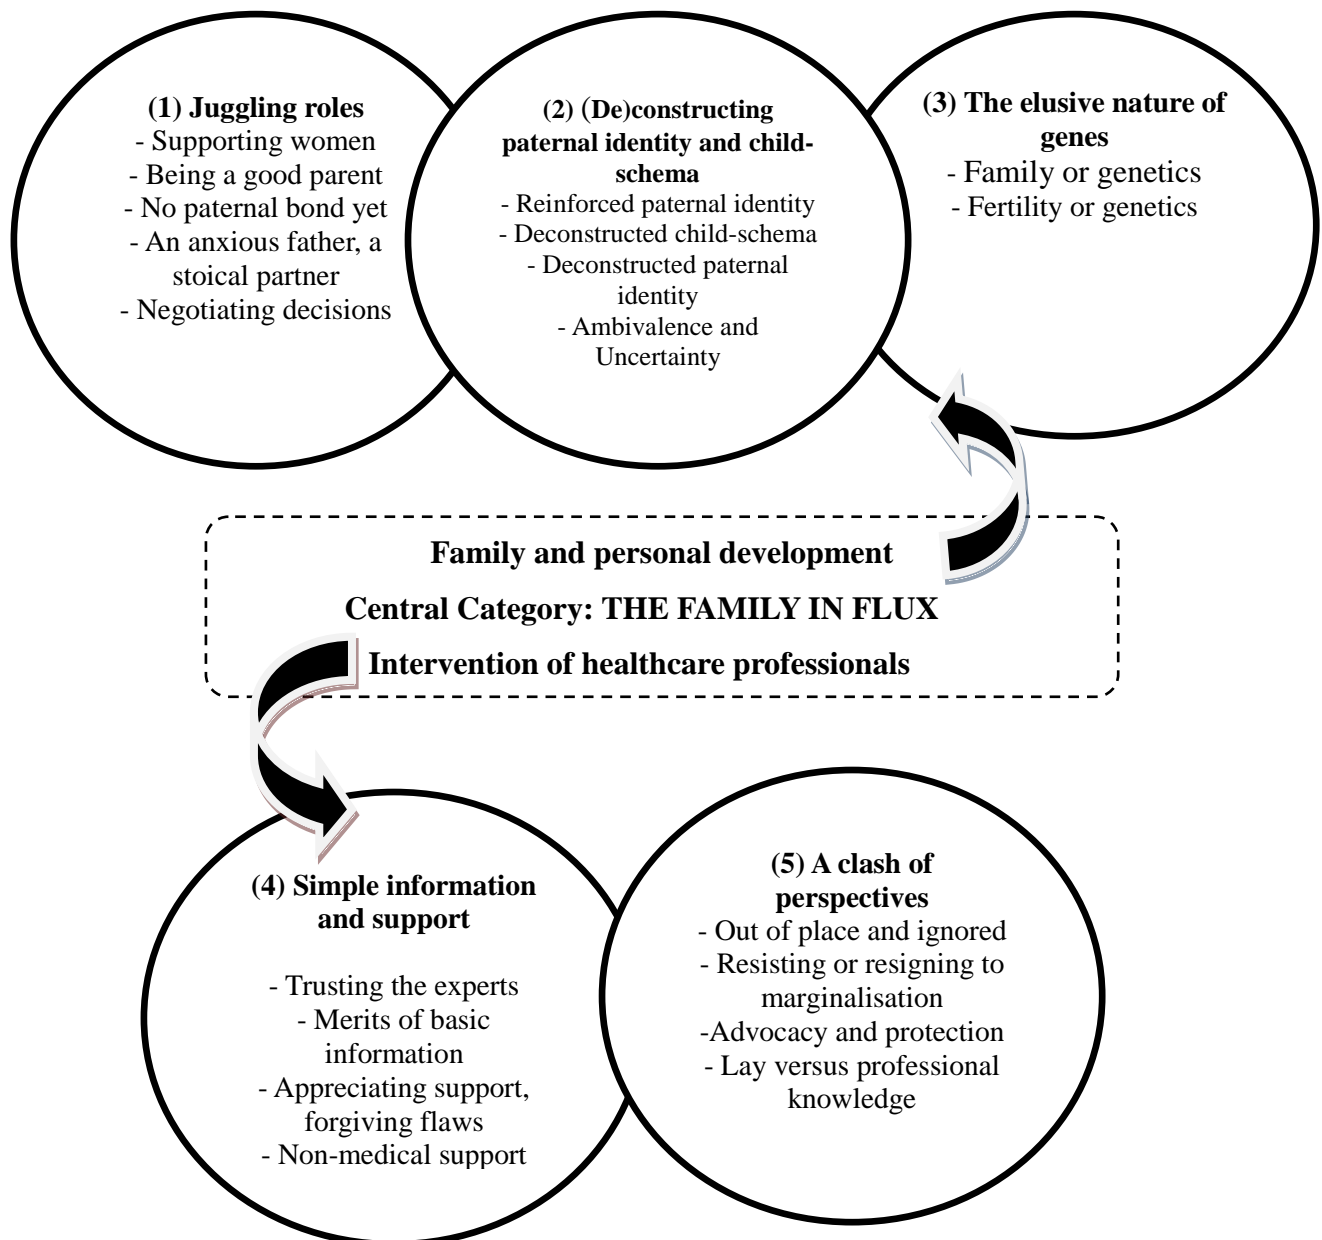 (1) Juggling roles
- Supporting women
- Being a good parent
- No paternal bond yet
- An anxious father, a
stoical partner
- Negotiating decisions
(2) (De)constructing
paternal identity and child-
schema
- Reinforced paternal identity
- Deconstructed child-schema
- Deconstructed paternal
identity
- Ambivalence and
Uncertainty
(3) The elusive nature of
genes
- Family or genetics
- Fertility or genetics
Family and personal development
Central Category: THE FAMILY IN FLUX
Intervention of healthcare professionals
(4) Simple information
and support
- Trusting the experts
- Merits of basic
information
- Appreciating support,
forgiving flaws
- Non-medical support
(5) A clash of
perspectives
- Out of place and ignored
- Resisting or resigning to
marginalisation
-Advocacy and protection
- Lay versus professional
knowledge